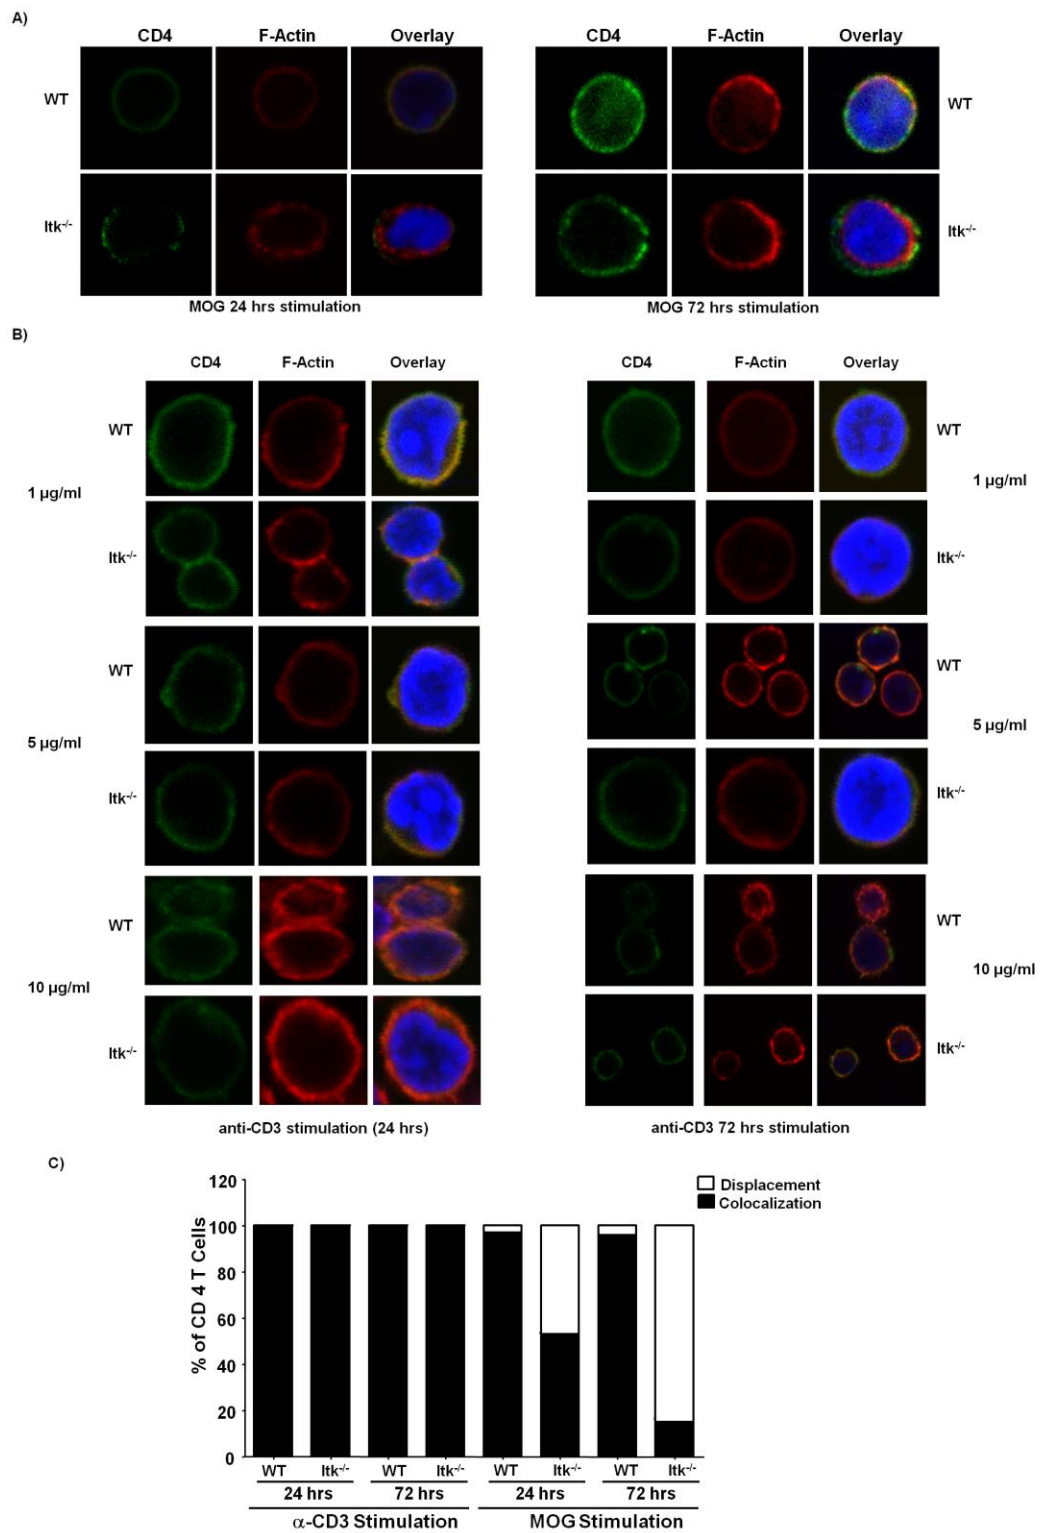 A)
CD4 F-Actin Overlay CD4 F-Actin Overlay
WT WT
Itk-/- Itk-/-
MOG 24 hrs stimulation MOG 72 hrs stimulation
B)
CD4 F-Actin Overlay CD4 F-Actin Overlay
WT WT
1 µg/ml 1 µg/ml
Itk-/- Itk-/-
WT WT
5 µg/ml 5 µg/ml
Itk-/- Itk-/-
WT WT
10 µg/ml 10 µg/ml
Itk-/- Itk-/-
anti-CD3 stimulation (24 hrs) anti-CD3 72 hrs stimulation
C)
120
100
80
60
40
20
0
% of CD 4 T Cells
Displacement
Colocalization
WT Itk-/- WT Itk-/- WT Itk-/- WT Itk-/-
24 hrs 72 hrs 24 hrs 72 hrs
α-CD3 Stimulation MOG Stimulation